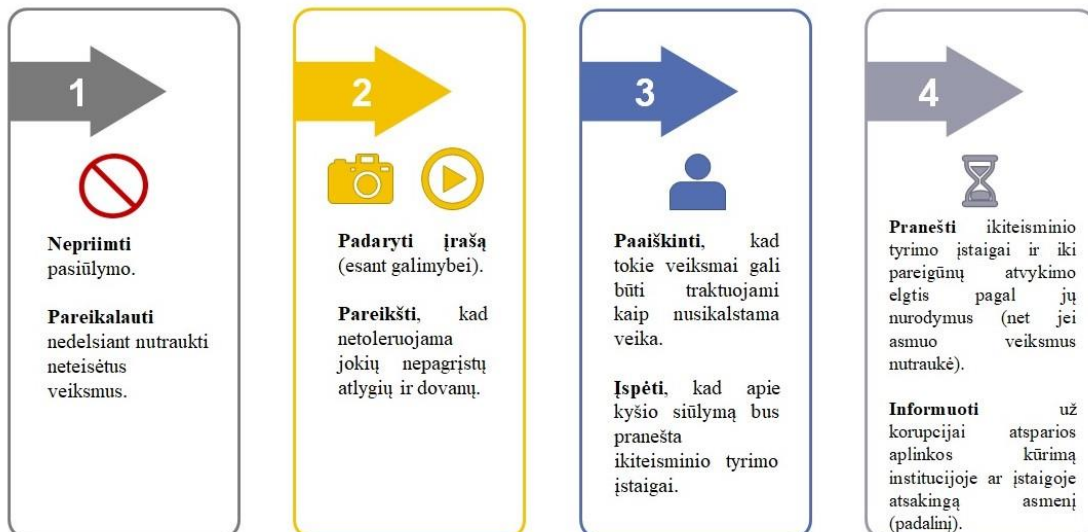 1
Nepriimti
pasiūlymo.
Pareikalauti
nedelsiant nutraukti
neteisėtus
veiksmus.
2
Padaryti įrašą
(esant galimybei).
Pareikšti, kad
netoleruojama
jokių nepagrįstų
atlygių ir dovanų.
3
Paaiškinti, kad
tokie veiksmai gali
būti traktuojami
kaip nusikalstama
veika.
Įspėti, kad apie
kyšio siūlymą bus
pranešta
ikiteisminio tyrimo
įstaigai.
4
Pranešti ikiteisminio
tyrimo įstaigai ir iki
pareigūnų atvykimo
elgtis pagal jų
nurodymus (net jei
asmuo veiksmus
nutraukė).
Informuoti už
korupcijai atsparios
aplinkos kūrimą
institucijoje ar įstaigoje
atsakingą asmenį
(padalinį).